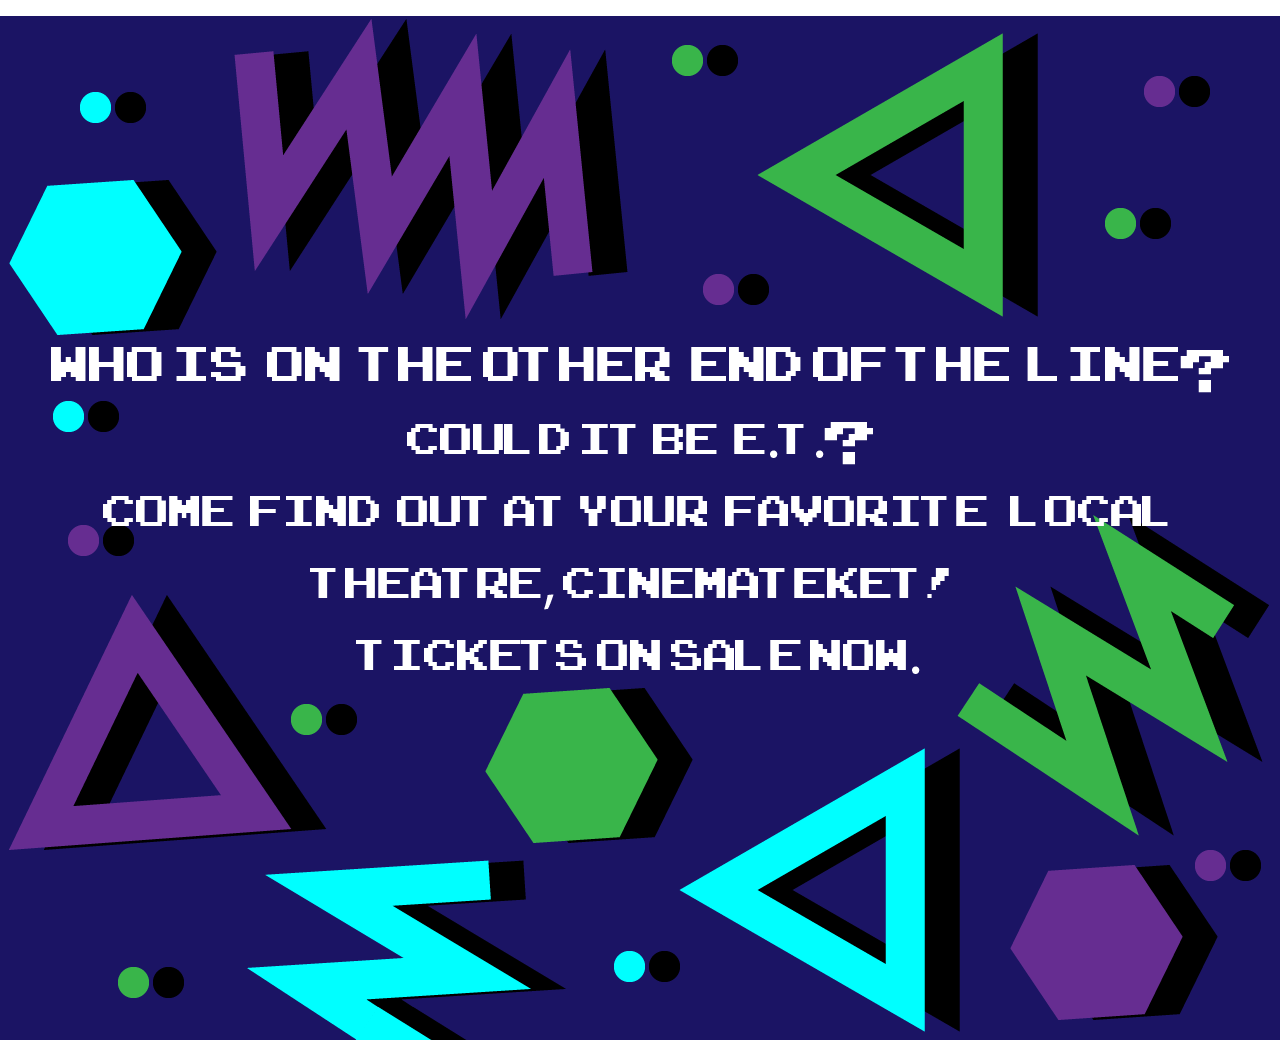 WHO IS ON THE OTHER END OF THE LINE?
COULD IT BE E.T.?
COME FIND OUT AT YOUR FAVORITE LOCAL
THEATRE, CINEMATEKET!
TICKETS ON SALE NOW.